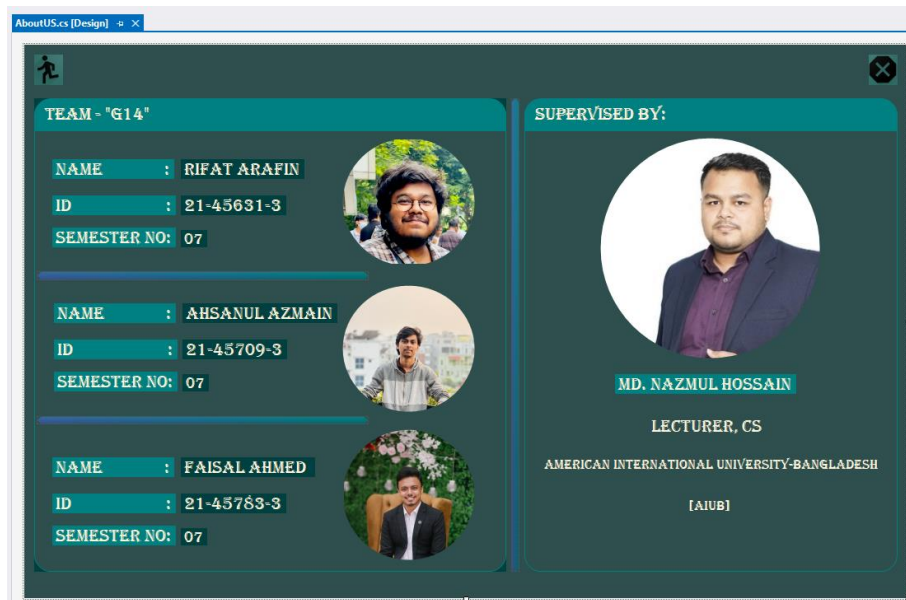 AboutUS.cs [Design]
TEAM - "G14"
NAME : RIFAT ARAFIN
ID : 21-45631-3
SEMESTER NO: 07
NAME : AHSANUL AZMAIN
ID : 21-45709-3
SEMESTER NO: 07
NAME : FAISAL AHMED
ID : 21-45783-3
SEMESTER NO: 07
SUPERVISED BY:
MD. NAZMUL HOSSAIN
LECTURER, CS
AMERICAN INTERNATIONAL UNIVERSITY-BANGLADESH
[AIUB]